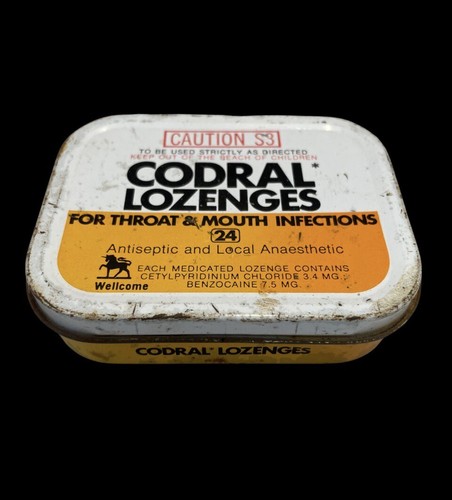 CAUTION S3
TO BE USED STRICTLY AS DIRECTED
KEEP OUT OF THE REACH OF CHILDREN
CODRAL*
LOZENGES
FOR THROAT & MOUTH INFECTIONS
24
Antiseptic and Local Anaesthetic
EACH MEDICATED LOZENGE CONTAINS
CETYLPYRIDINIUM CHLORIDE 3.4 MG.
BENZOCAINE 7.5 MG.
Wellcome
CODRAL* LOZENGES